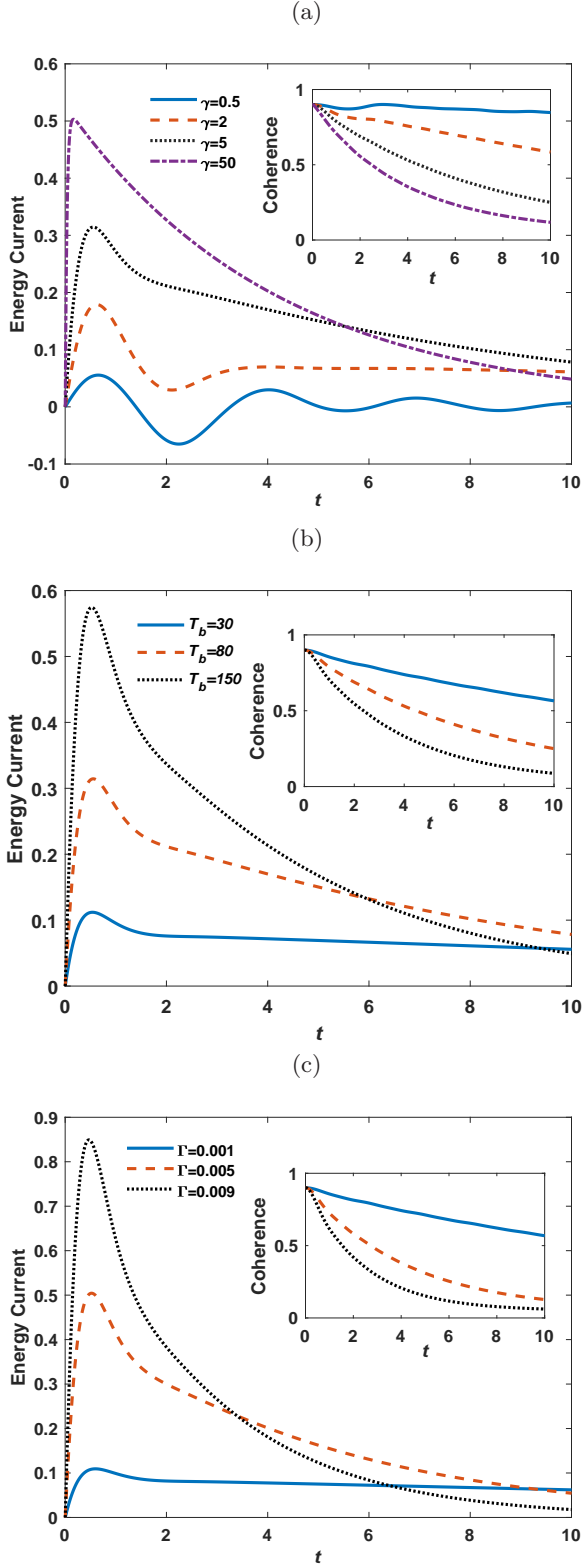 (a)
0.6
0.5
0.4
0.3
0.2
0.1
0
-0.1
Energy Current
γ=0.5
γ=2
γ=5
γ=50
1
0.5
0
Coherence
0 2 4 6 8 10
t
0 2 4 6 8 10
t
(b)
0.6
0.5
0.4
0.3
0.2
0.1
0
Energy Current
T_b=30
T_b=80
T_b=150
1
0.5
0
Coherence
0 2 4 6 8 10
t
0 2 4 6 8 10
t
(c)
0.9
0.8
0.7
0.6
0.5
0.4
0.3
0.2
0.1
0
Energy Current
Γ=0.001
Γ=0.005
Γ=0.009
1
0.5
0
Coherence
0 2 4 6 8 10
t
0 2 4 6 8 10
t